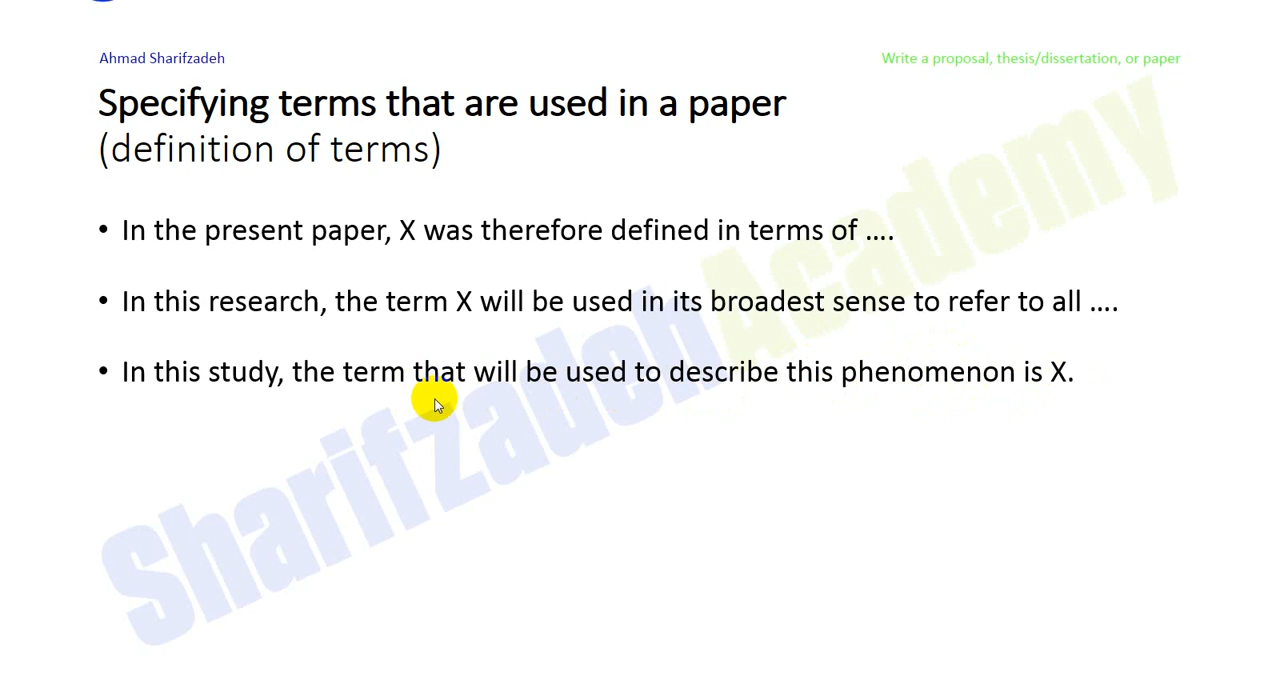 Ahmad Sharifzadeh
Write a proposal, thesis/dissertation, or paper
Specifying terms that are used in a paper
(definition of terms)
• In the present paper, X was therefore defined in terms of ....
• In this research, the term X will be used in its broadest sense to refer to all ....
• In this study, the term that will be used to describe this phenomenon is X.
SharifzadehAcademy